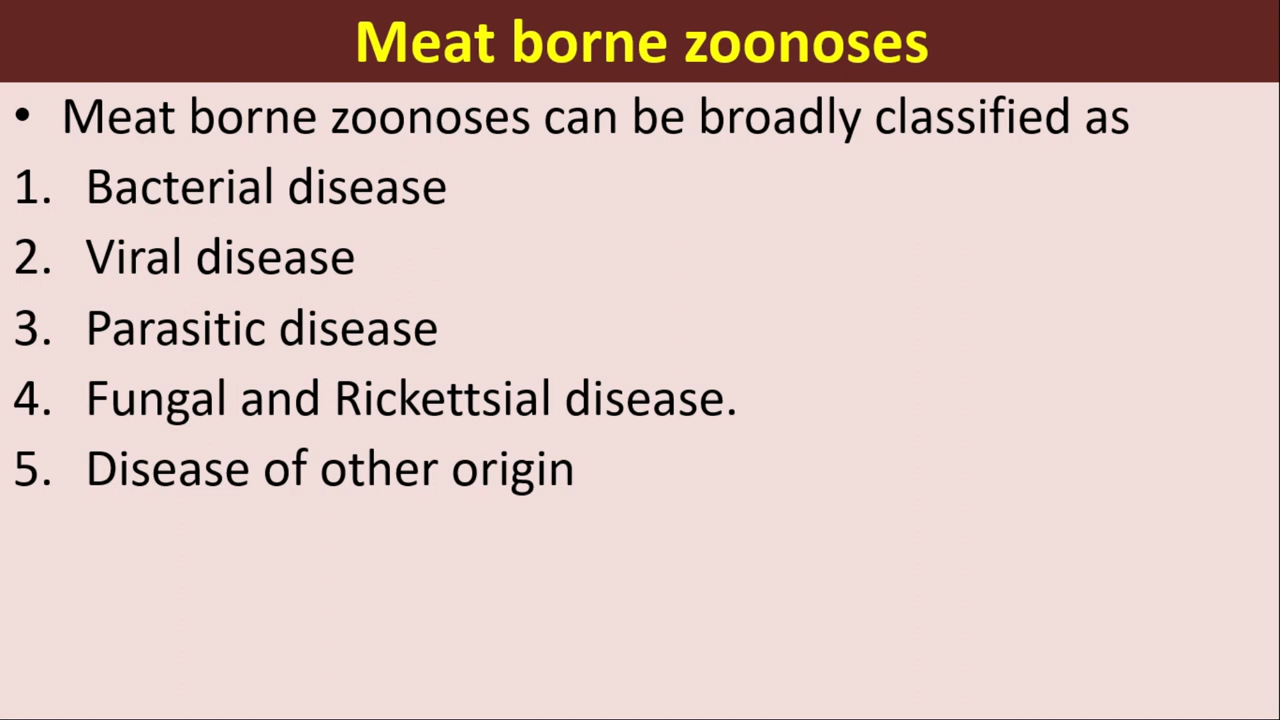 Meat borne zoonoses
• Meat borne zoonoses can be broadly classified as
1. Bacterial disease
2. Viral disease
3. Parasitic disease
4. Fungal and Rickettsial disease.
5. Disease of other origin